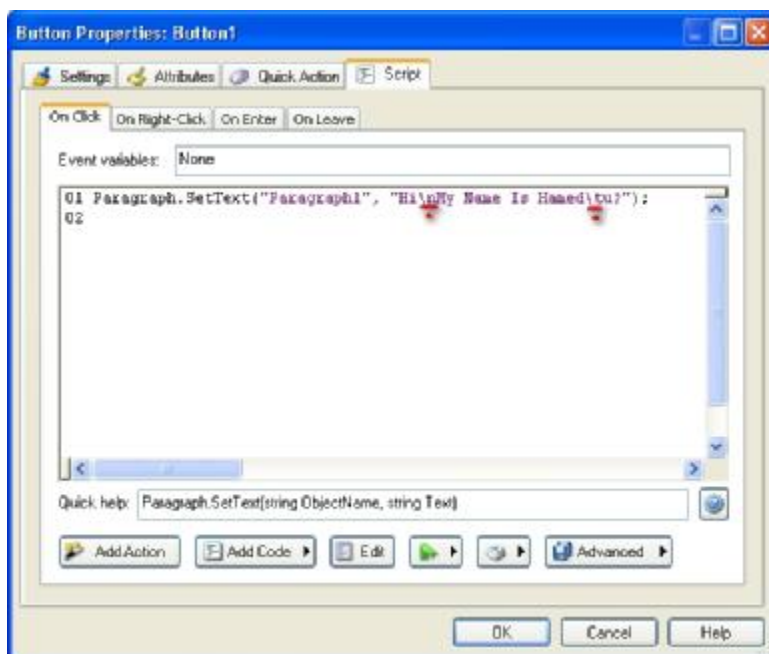 Button Properties: Button1
Settings Attributes Quick Action Script
On Click On Right-Click On Enter On Leave
Event variables: None
01 Paragraph.SetText("Paragraph1", "Hi\nMy Name Is Hamed\tu?");
02
Quick help: Paragraph.SetText(string ObjectName, string Text)
Add Action Add Code Edit Advanced
OK Cancel Help